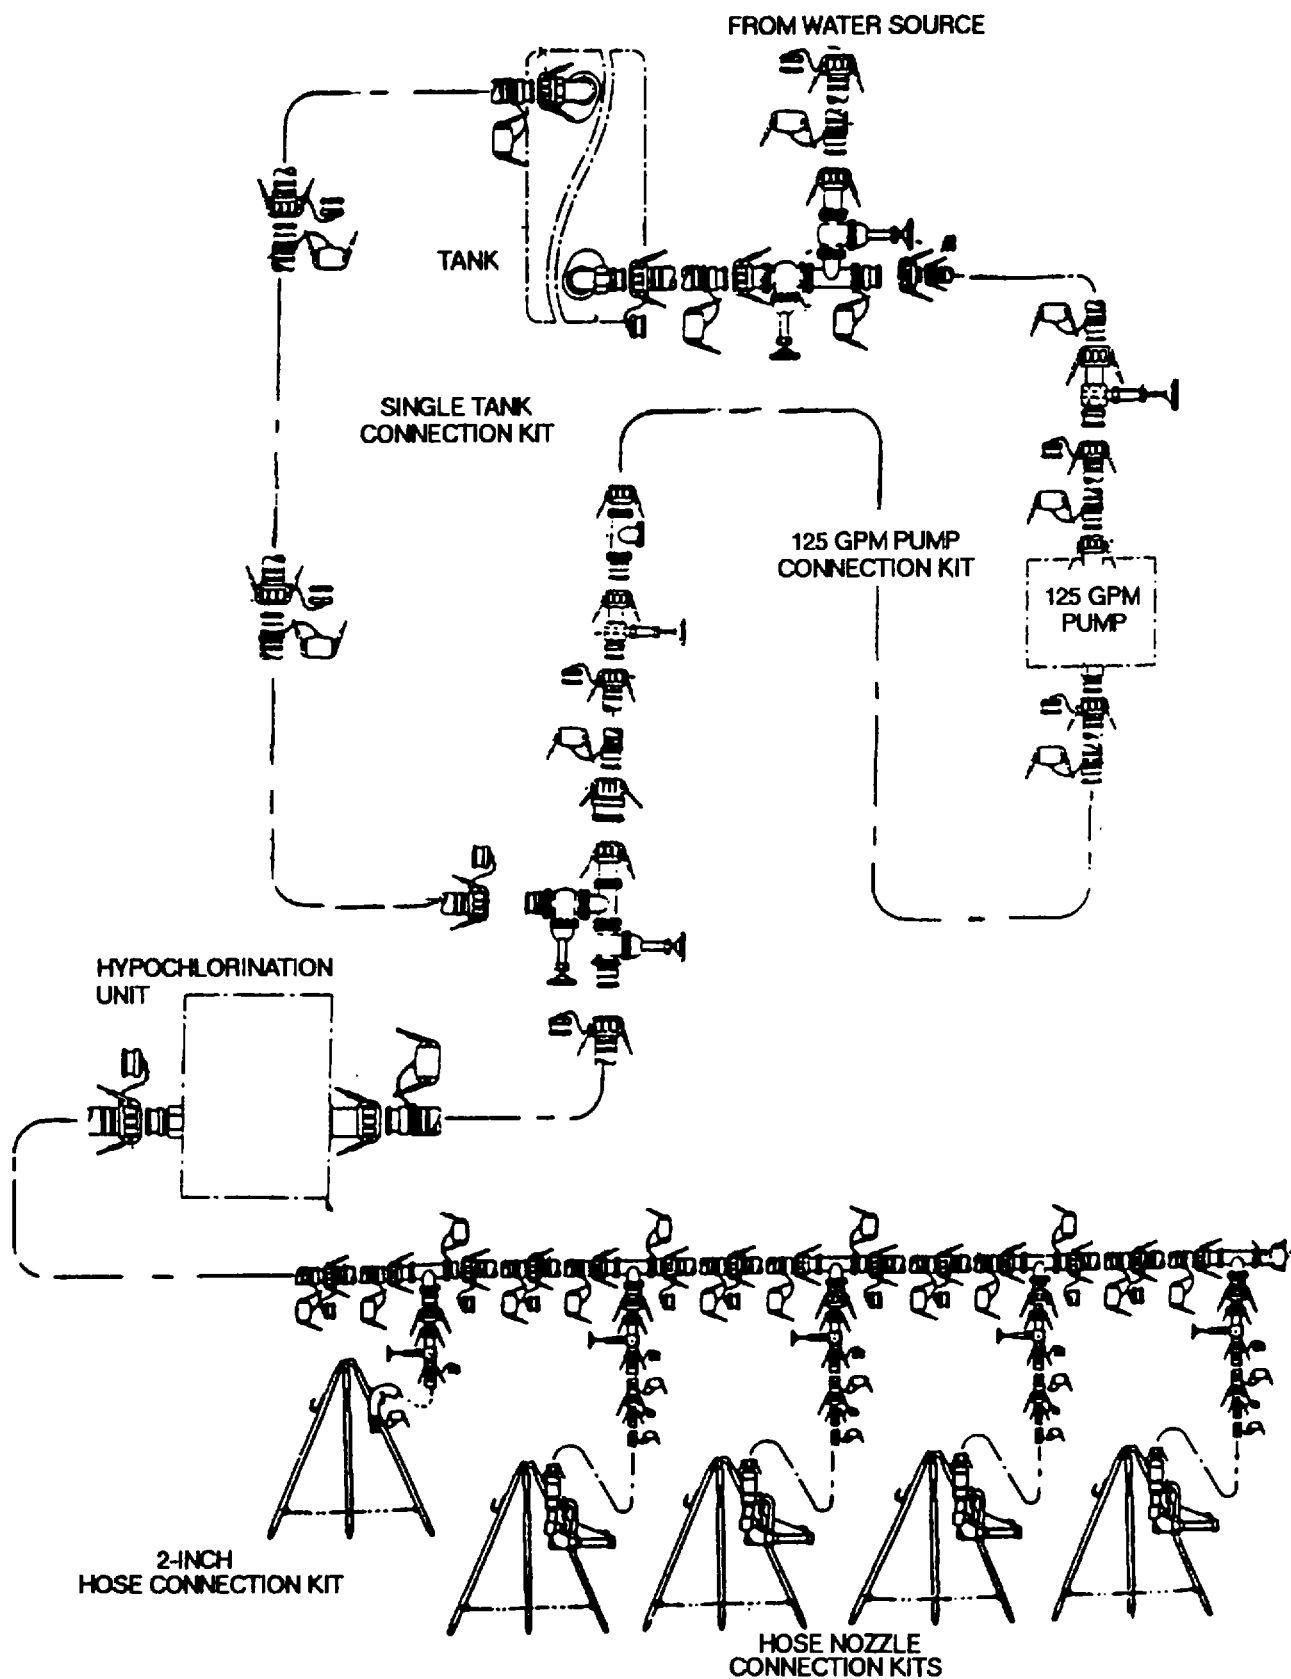 FROM WATER SOURCE
TANK
SINGLE TANK
CONNECTION KIT
125 GPM PUMP
CONNECTION KIT
125 GPM
PUMP
HYPOCHLORINATION
UNIT
2-INCH
HOSE CONNECTION KIT
HOSE NOZZLE
CONNECTION KITS